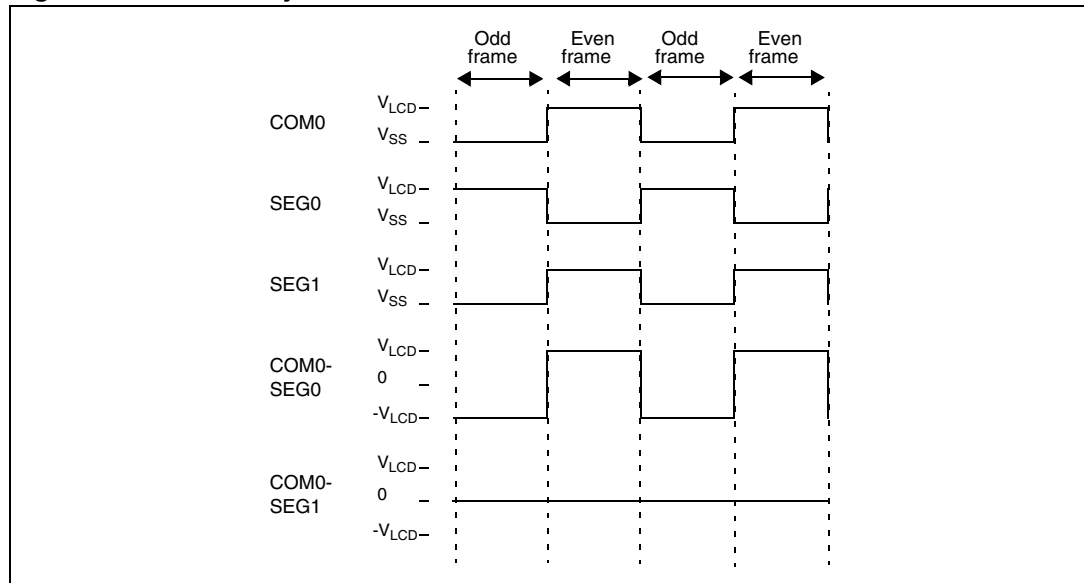 Odd frame
Even frame
Odd frame
Even frame
COM0
VLCD
VSS
SEG0
VLCD
VSS
SEG1
VLCD
VSS
COM0-
SEG0
VLCD
0
-VLCD
COM0-
SEG1
VLCD
0
-VLCD